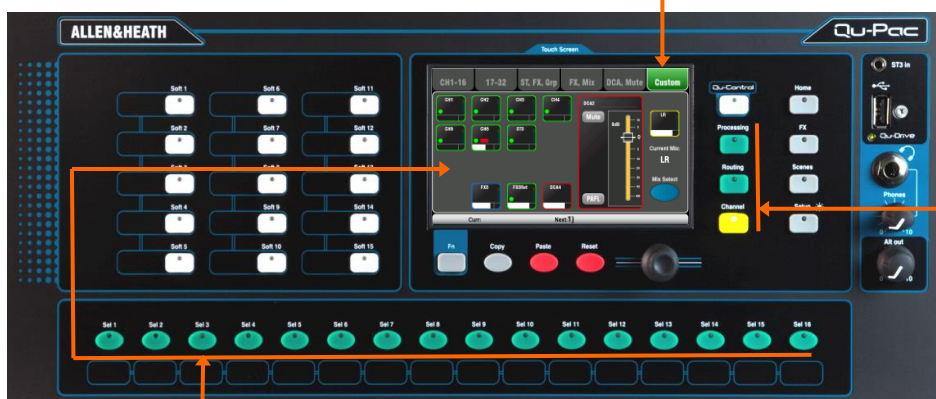 ALLEN&HEATH
Qu-Pac
Touch Screen
ST3 in
Soft 1 Soft 6 Soft 11
CH1-16 17-32 ST, FX, Grp FX, Mix DCA, Mute Custom
Qu-Control Home
CH1 CH2 CH3 CH4 DCA2 LR
Mute
Soft 2 Soft 7 Soft 12
Processing FX
Qu-Drive
ST2
Current Mix:
LR
Routing Scenes
Mix Select
Phones
FX3 DCA4
PAFL
Soft 4 Soft 9 Soft 14
Channel Setup
Curr: Next:
Alt out
Soft 5 Soft 10 Soft 15
Fn Copy Paste Reset
Sel 1 Sel 2 Sel 3 Sel 4 Sel 5 Sel 6 Sel 7 Sel 8 Sel 9 Sel 10 Sel 11 Sel 12 Sel 13 Sel 14 Sel 15 Sel 16